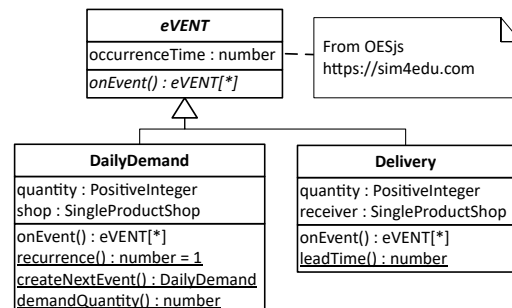 eVENT
occurrenceTime : number
onEvent() : eVENT[*]
From OESjs
https://sim4edu.com
DailyDemand
quantity : PositiveInteger
shop : SingleProductShop
onEvent() : eVENT[*]
recurrence() : number = 1
createNextEvent() : DailyDemand
demandQuantity() : number
Delivery
quantity : PositiveInteger
receiver : SingleProductShop
onEvent() : eVENT[*]
leadTime() : number